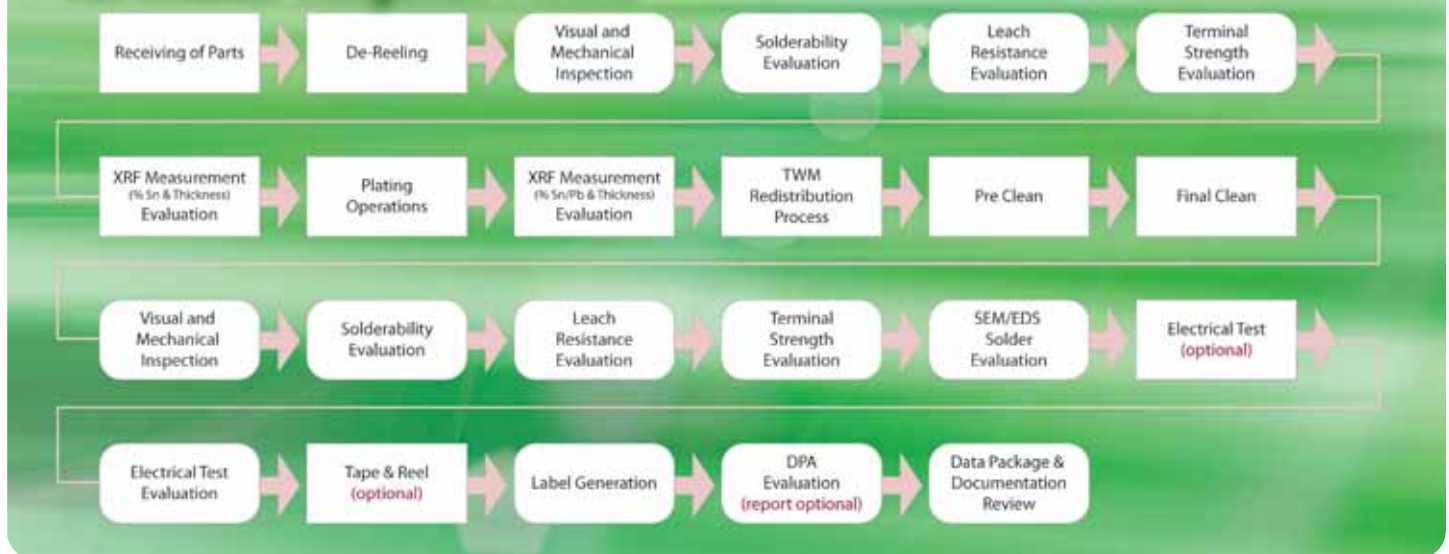 Receiving of Parts
De-Reeling
Visual and
Mechanical
Inspection
Solderability
Evaluation
Leach
Resistance
Evaluation
Terminal
Strength
Evaluation
XRF Measurement
(% Sn & Thickness)
Evaluation
Plating
Operations
XRF Measurement
(% Sn/Pb & Thickness)
Evaluation
TWM
Redistribution
Process
Pre Clean
Final Clean
Visual and
Mechanical
Inspection
Solderability
Evaluation
Leach
Resistance
Evaluation
Terminal
Strength
Evaluation
SEM/EDS
Solder
Evaluation
Electrical Test
(optional)
Electrical Test
Evaluation
Tape & Reel
(optional)
Label Generation
DPA
Evaluation
(report optional)
Data Package &
Documentation
Review